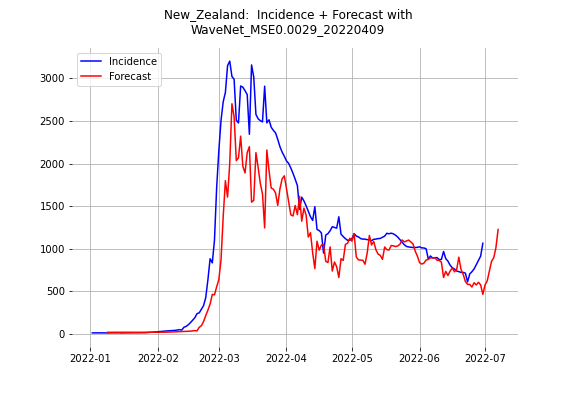 New_Zealand:  Incidence + Forecast with
WaveNet_MSE0.0029_20220409
Incidence
Forecast
3000
2500
2000
1500
1000
500
0
2022-01 2022-02 2022-03 2022-04 2022-05 2022-06 2022-07